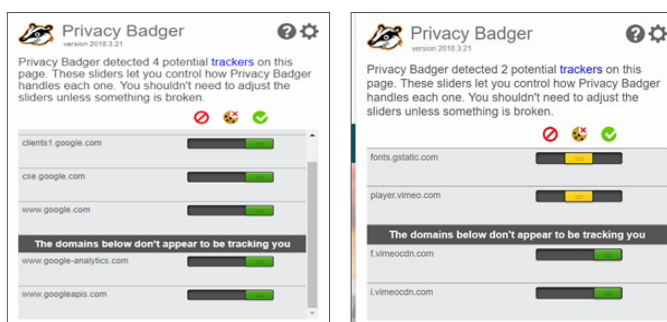 Privacy Badger
version 2018.3.21
Privacy Badger detected 4 potential trackers on this
page. These sliders let you control how Privacy Badger
handles each one. You shouldn't need to adjust the
sliders unless something is broken.
clients1.google.com
cse.google.com
www.google.com
The domains below don't appear to be tracking you
www.google-analytics.com
www.googleapis.com
Privacy Badger
version 2018.3.21
Privacy Badger detected 2 potential trackers on this
page. These sliders let you control how Privacy Badger
handles each one. You shouldn't need to adjust the
sliders unless something is broken.
fonts.gstatic.com
player.vimeo.com
The domains below don't appear to be tracking you
f.vimeocdn.com
i.vimeocdn.com